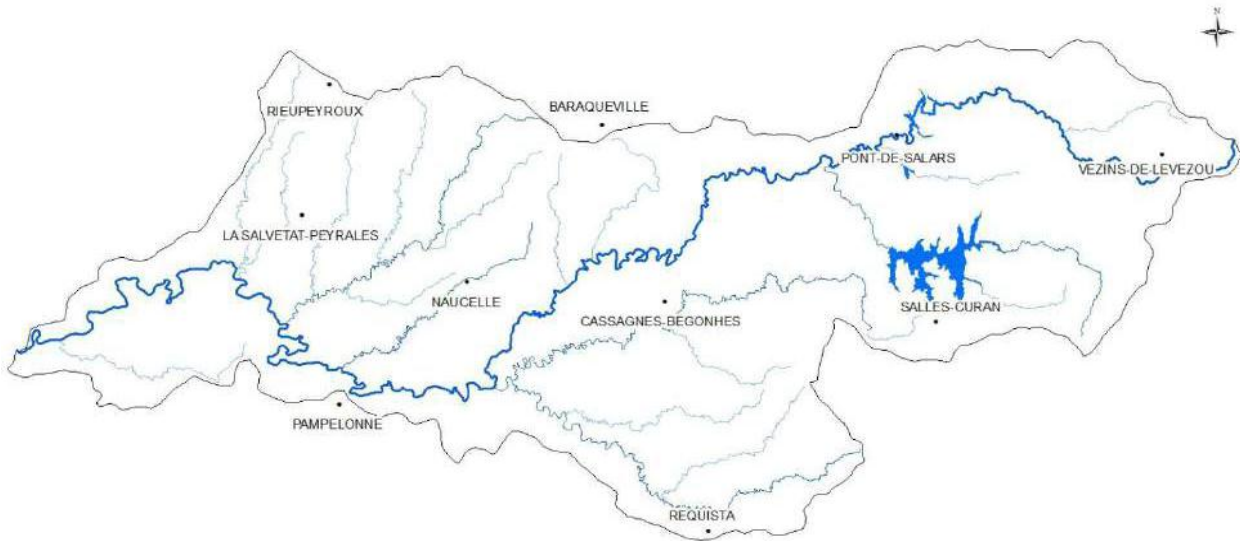 N
RIEUPEYROUX
BARAQUEVILLE
PONT-DE-SALARS
VEZINS-DE-LEVEZOU
LA SALVETAT-PEYRALES
NAUCELLE
CASSAGNES-BEGONHES
SALLES-CURAN
PAMPELONNE
REQUISTA